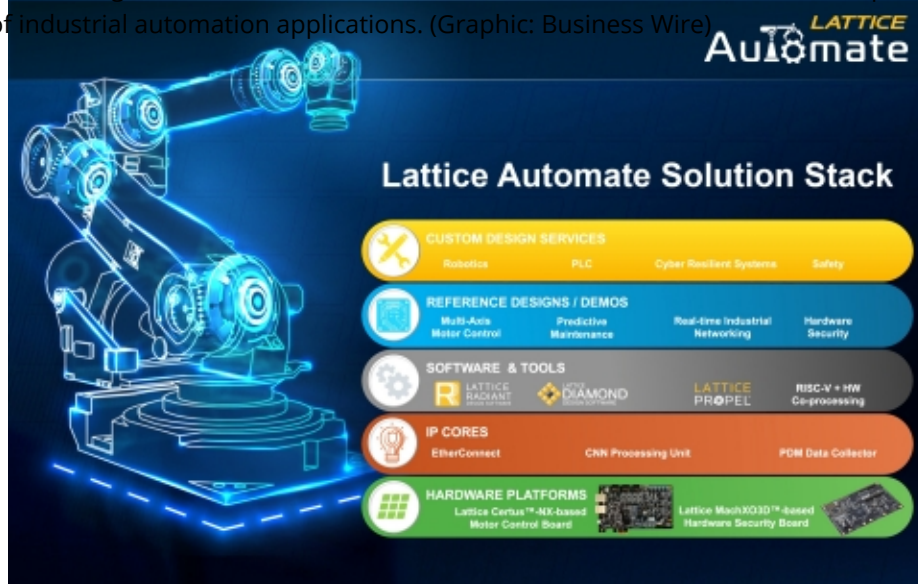 of industrial automation applications. (Graphic: Business Wire)
LATTICE
Automate
Lattice Automate Solution Stack
CUSTOM DESIGN SERVICES
Robotics PLC Cyber Resilient Systems Safety
REFERENCE DESIGNS / DEMOS
Multi-Axis Predictive Real-time Industrial Hardware
Motor Control Maintenance Networking Security
SOFTWARE & TOOLS
R LATTICE RADIANT LATTICE DIAMOND DESIGN SOFTWARE LATTICE PROPEL RISC-V + HW
Co-processing
IP CORES
EtherConnect CNN Processing Unit PDM Data Collector
HARDWARE PLATFORMS
Lattice Certus™-NX-based Lattice MachXO3D™-based
Motor Control Board Hardware Security Board